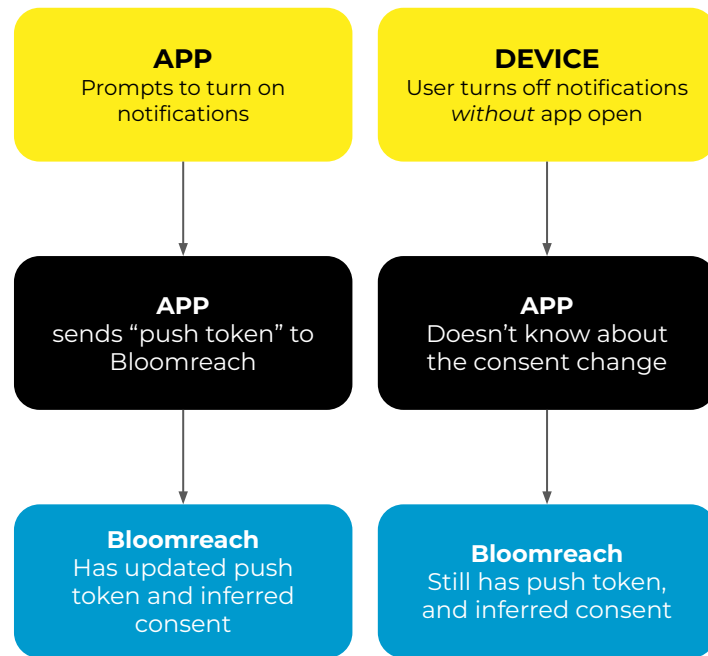 APP
Prompts to turn on
notifications
DEVICE
User turns off notifications
without app open
APP
sends “push token” to
Bloomreach
APP
Doesn’t know about
the consent change
Bloomreach
Has updated push
token and inferred
consent
Bloomreach
Still has push token,
and inferred consent